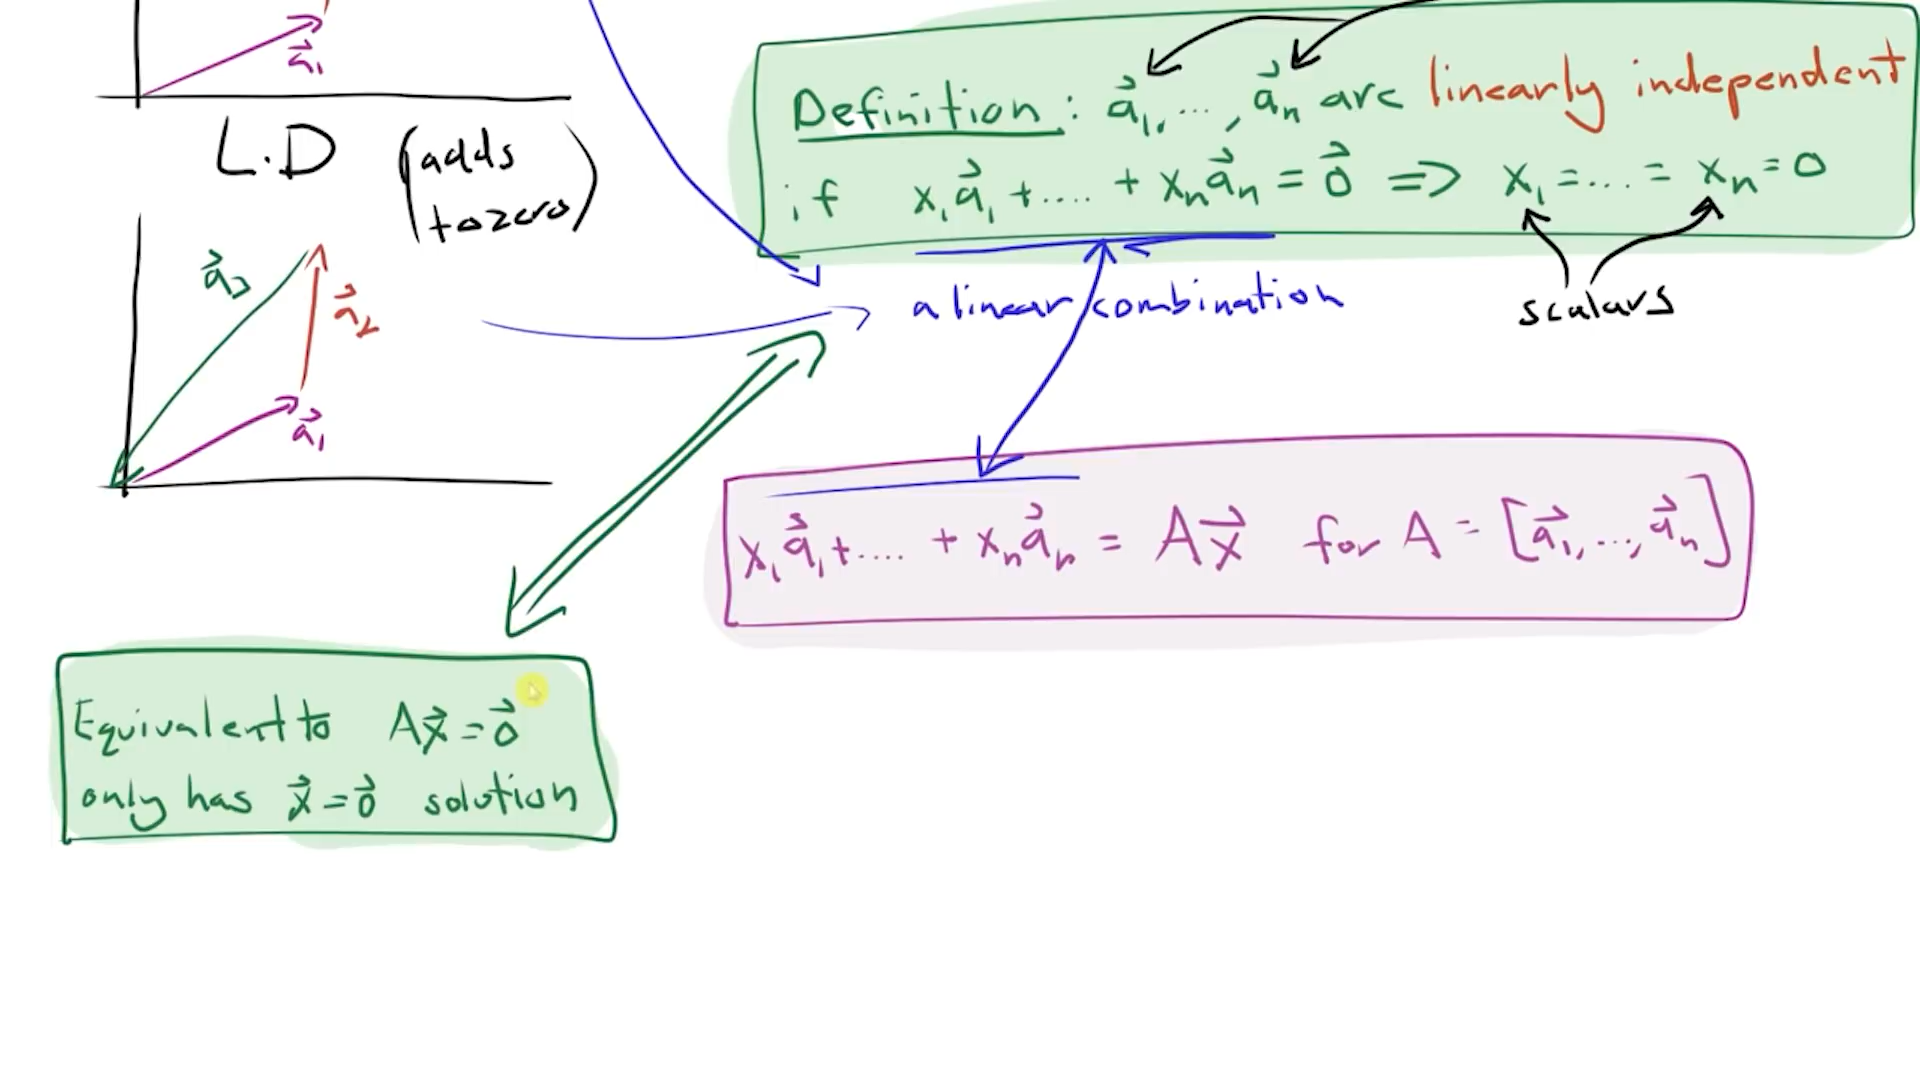 a⃗₁
L.D (adds
to zero)
Definition: a⃗₁, ..., a⃗ₙ are linearly independent
if x₁a⃗₁ + .... + xₙa⃗ₙ = 0⃗ => x₁ = ... = xₙ = 0
a⃗₃
a⃗₂
a⃗₁
a linear combination
scalars
x₁a⃗₁ + .... + xₙa⃗ₙ = Ax⃗ for A = [a⃗₁, ..., a⃗ₙ]
Equivalent to Ax⃗ = 0⃗
only has x⃗ = 0⃗ solution